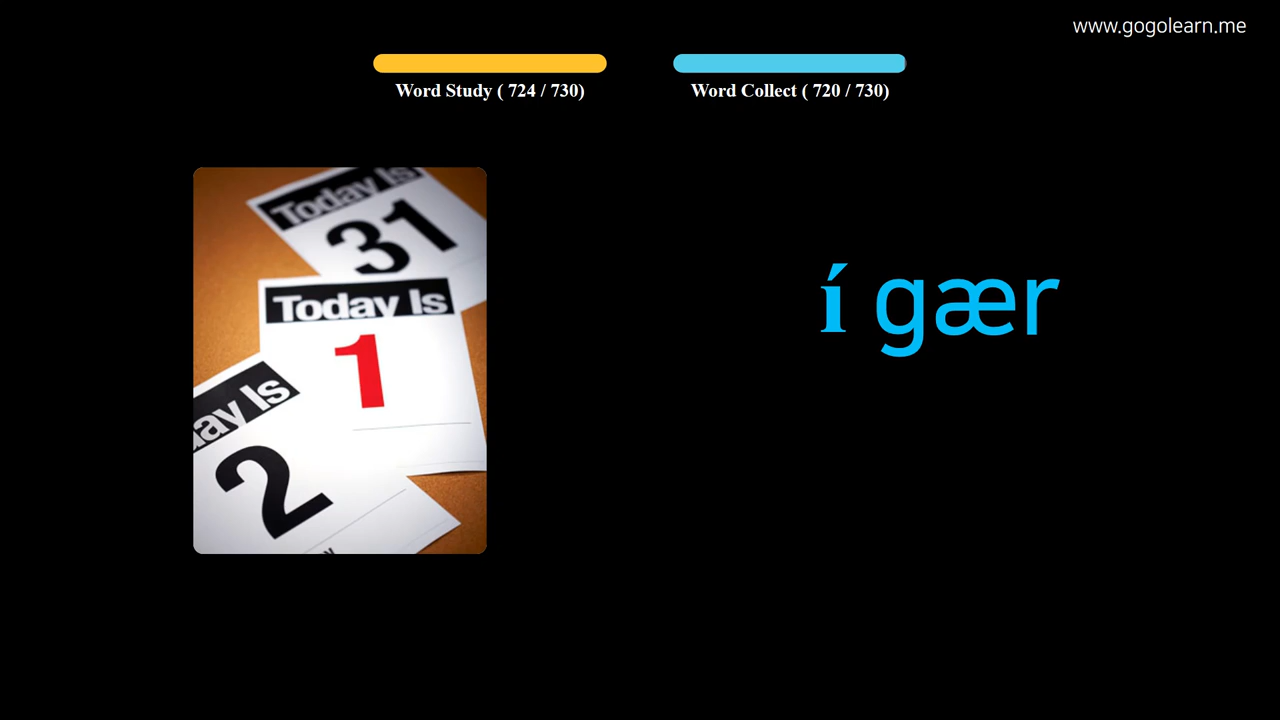 www.gogolearn.me
Word Study ( 724 / 730)
Word Collect ( 720 / 730)
Today Is
31
Today Is
1
day Is
2
í gær